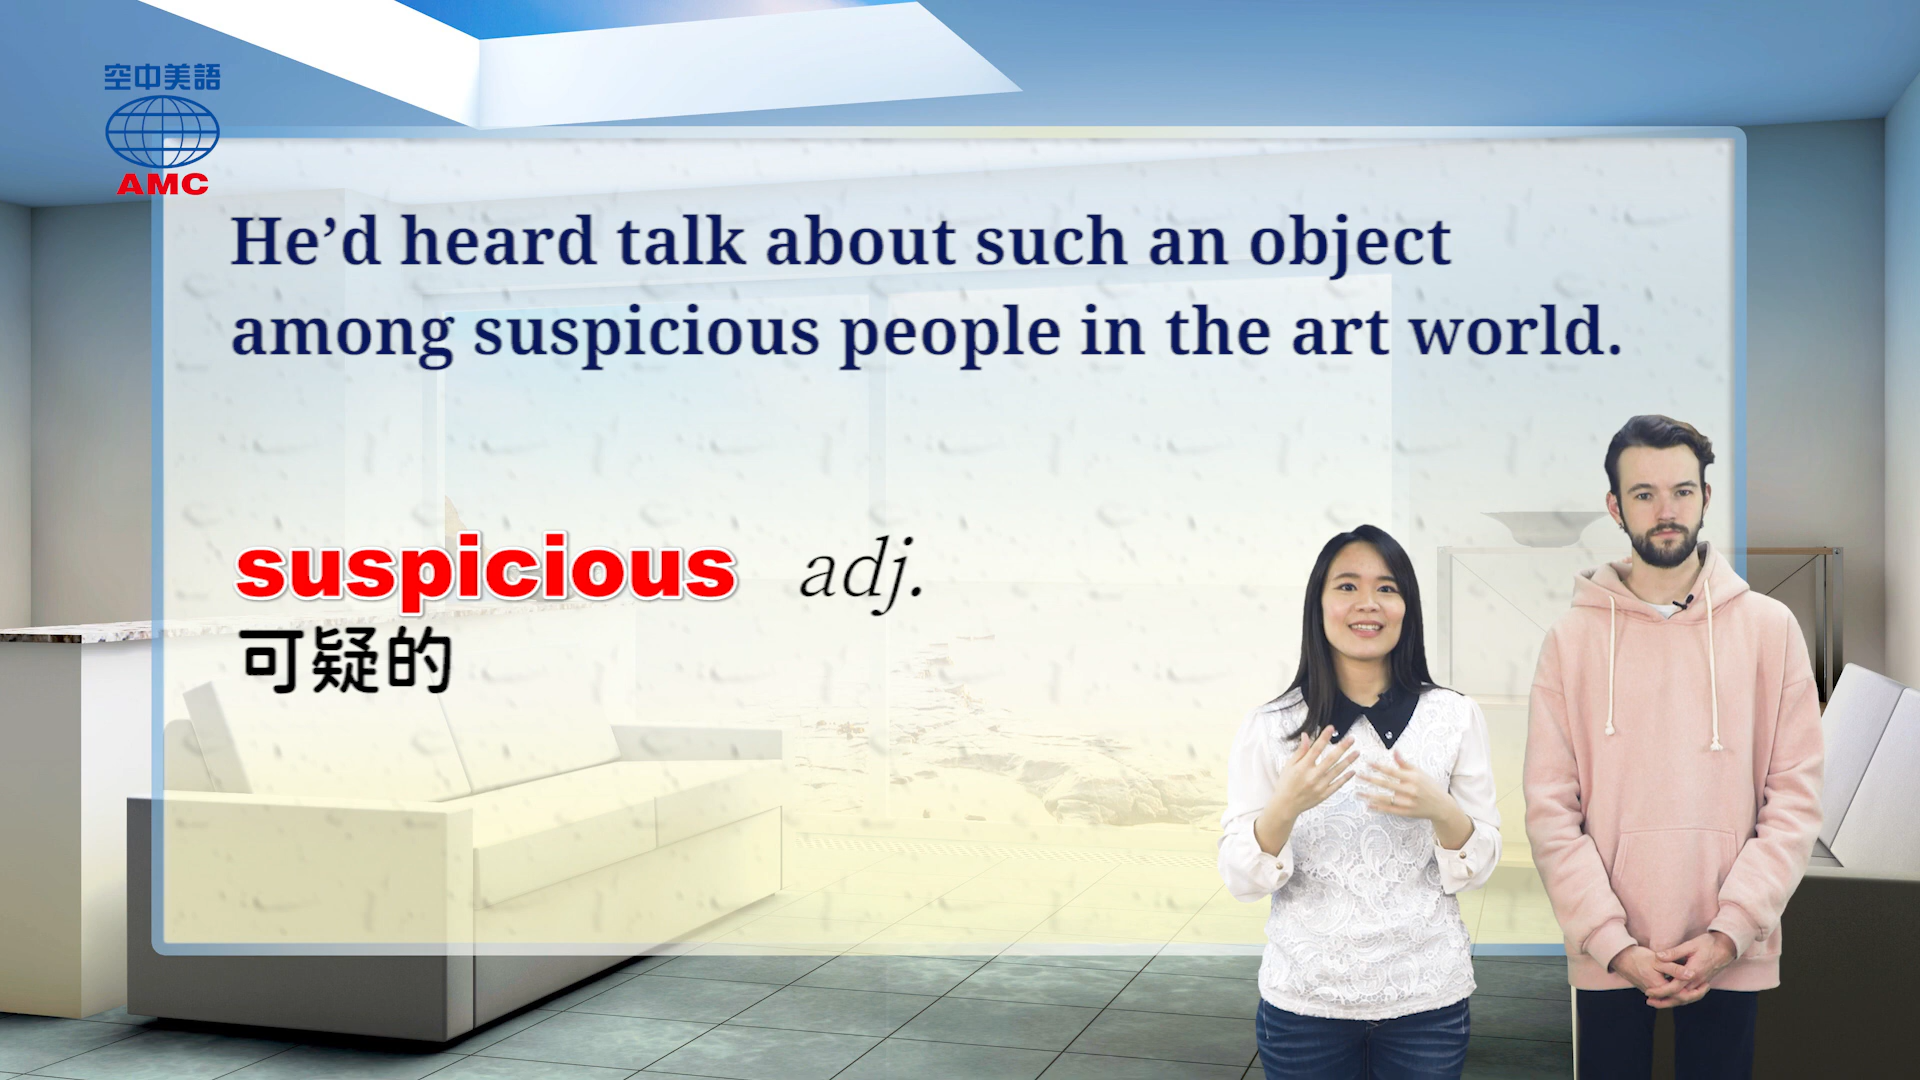 空中美語
AMC
He’d heard talk about such an object
among suspicious people in the art world.
suspicious adj.
可疑的